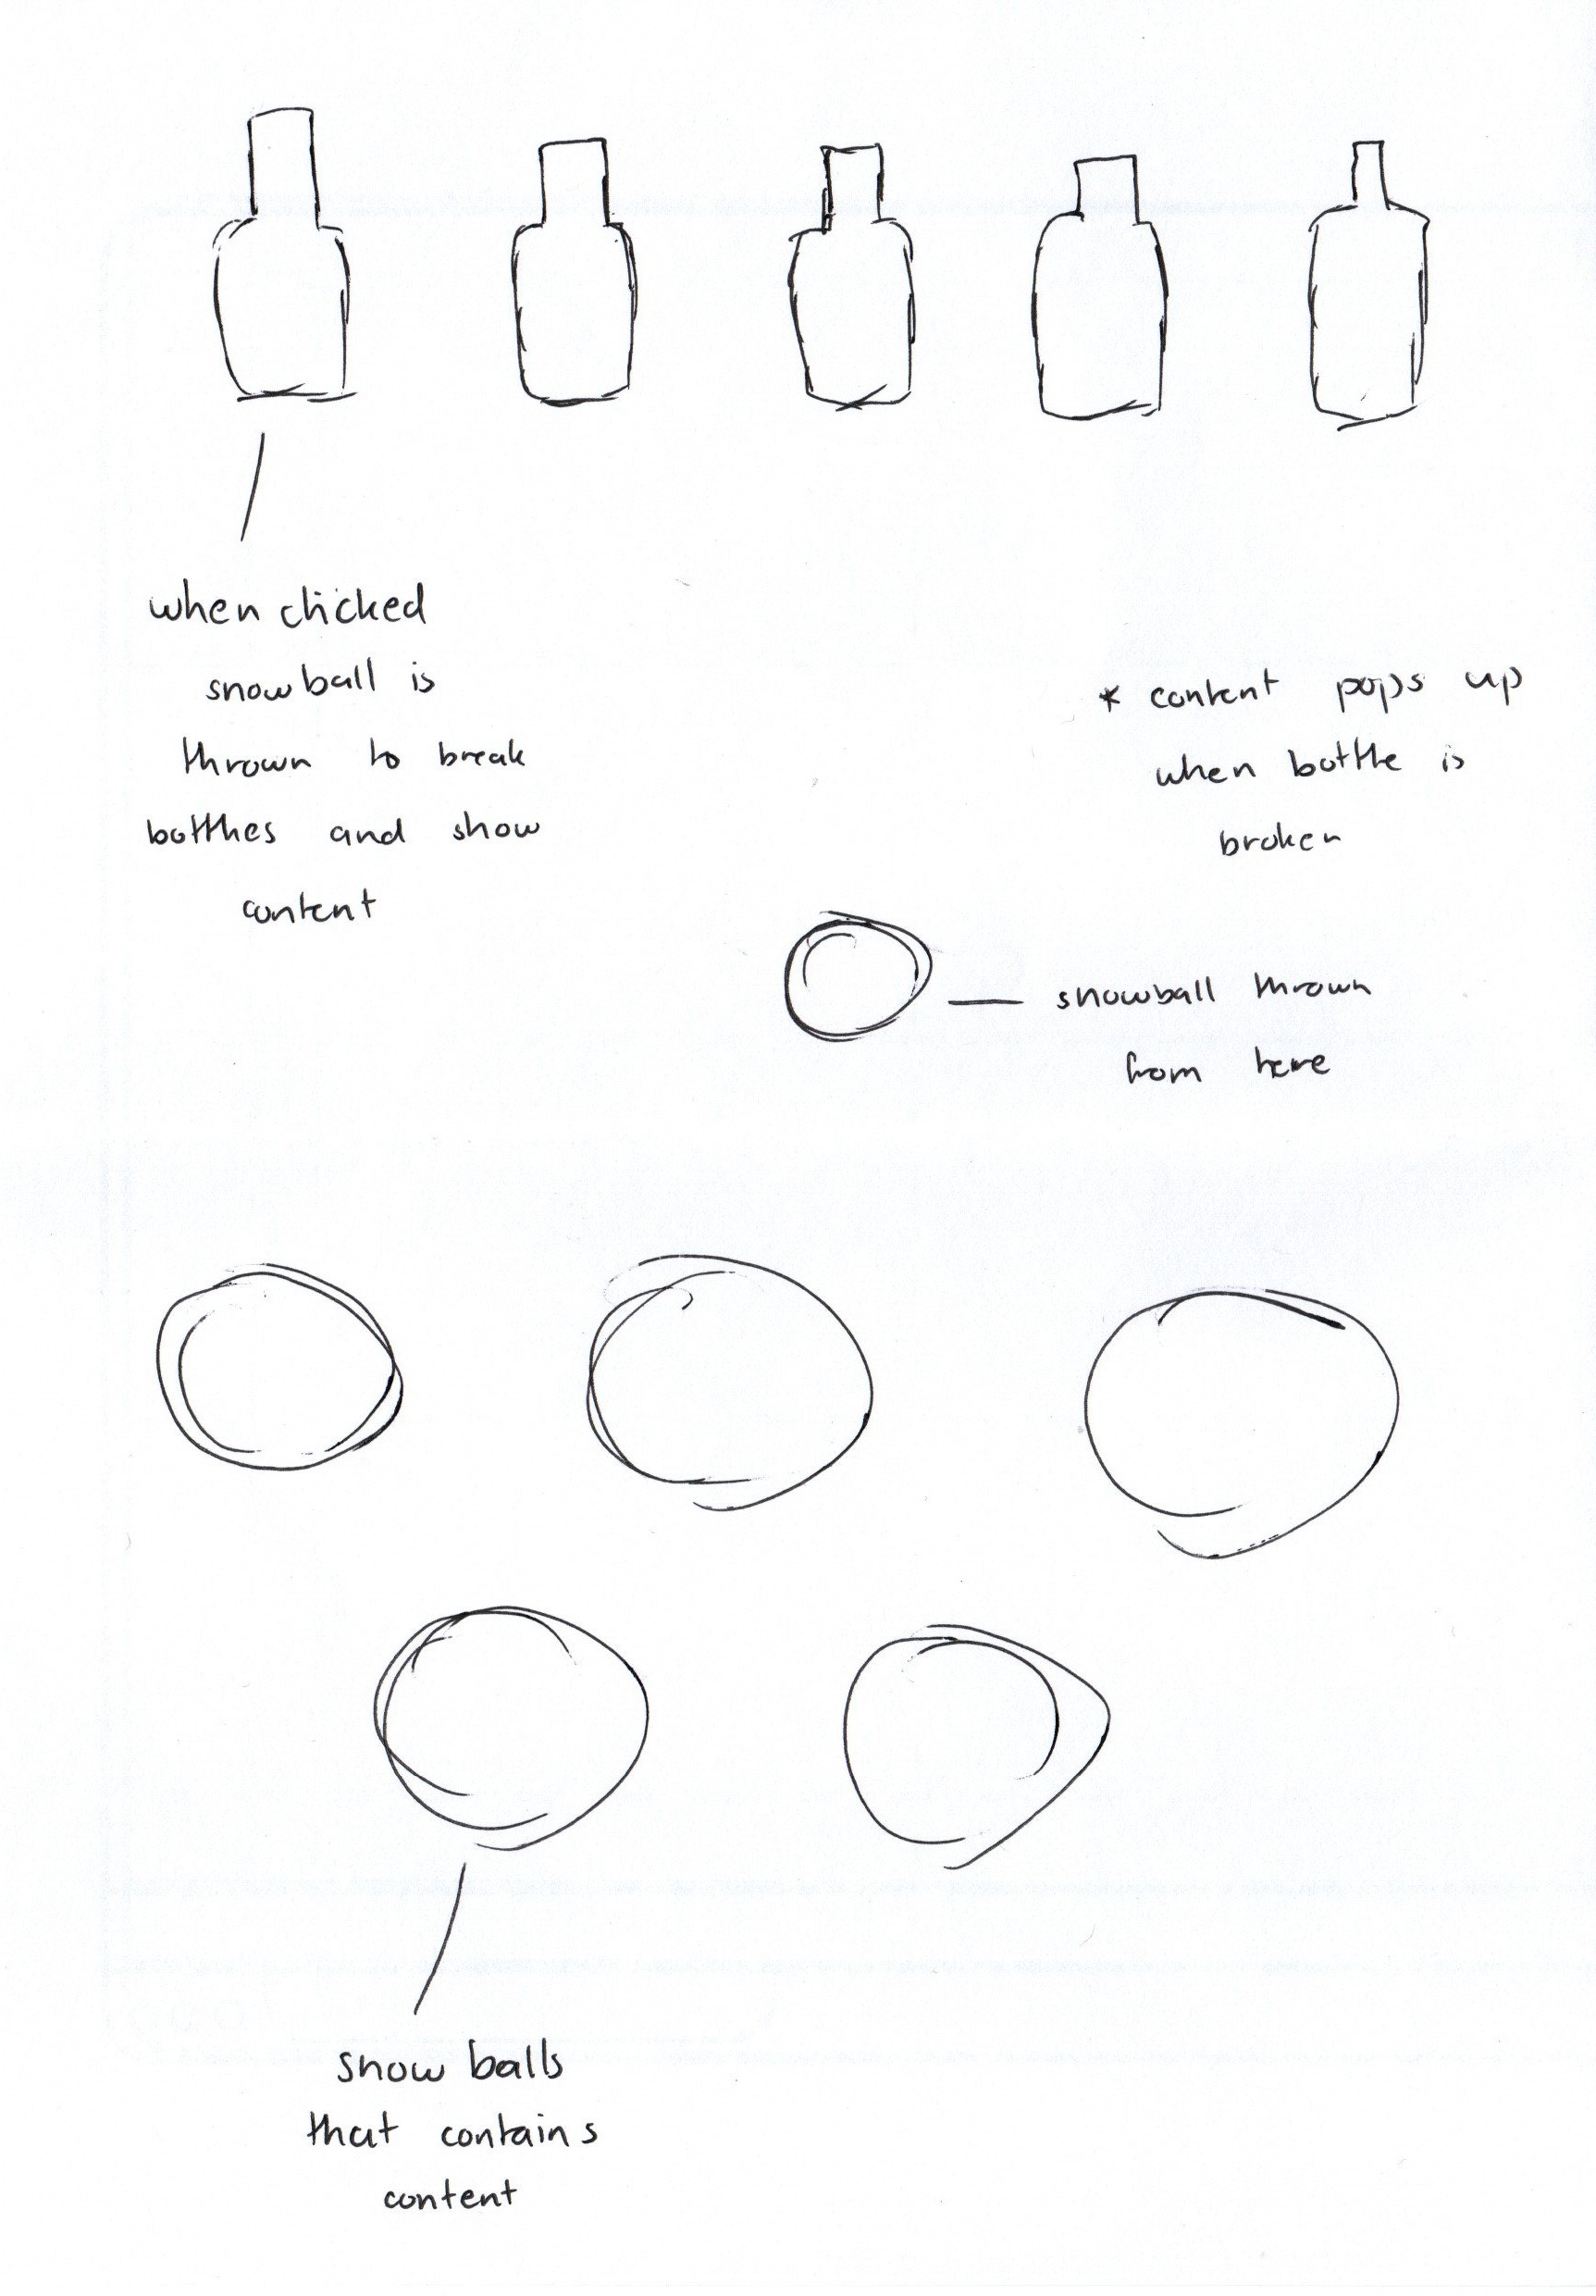 when clicked
snowball is
thrown to break
botthes and show
content
* content pops up
when botthe is
broken
snowball thrown
from here
snow balls
that contains
content